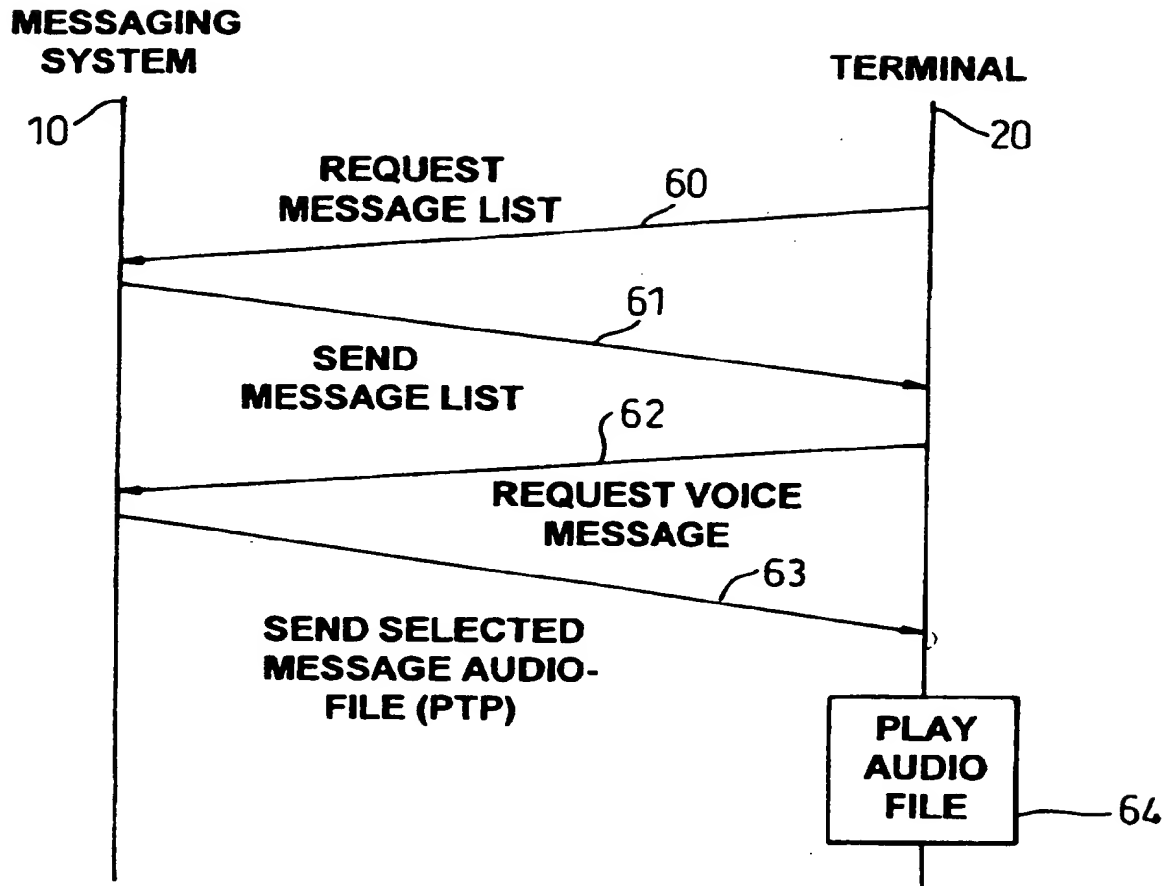 MESSAGING
SYSTEM
TERMINAL
10
20
REQUEST
MESSAGE LIST
60
61
SEND
MESSAGE LIST
62
REQUEST VOICE
MESSAGE
63
SEND SELECTED
MESSAGE AUDIO-
FILE (PTP)
PLAY
AUDIO
FILE
64